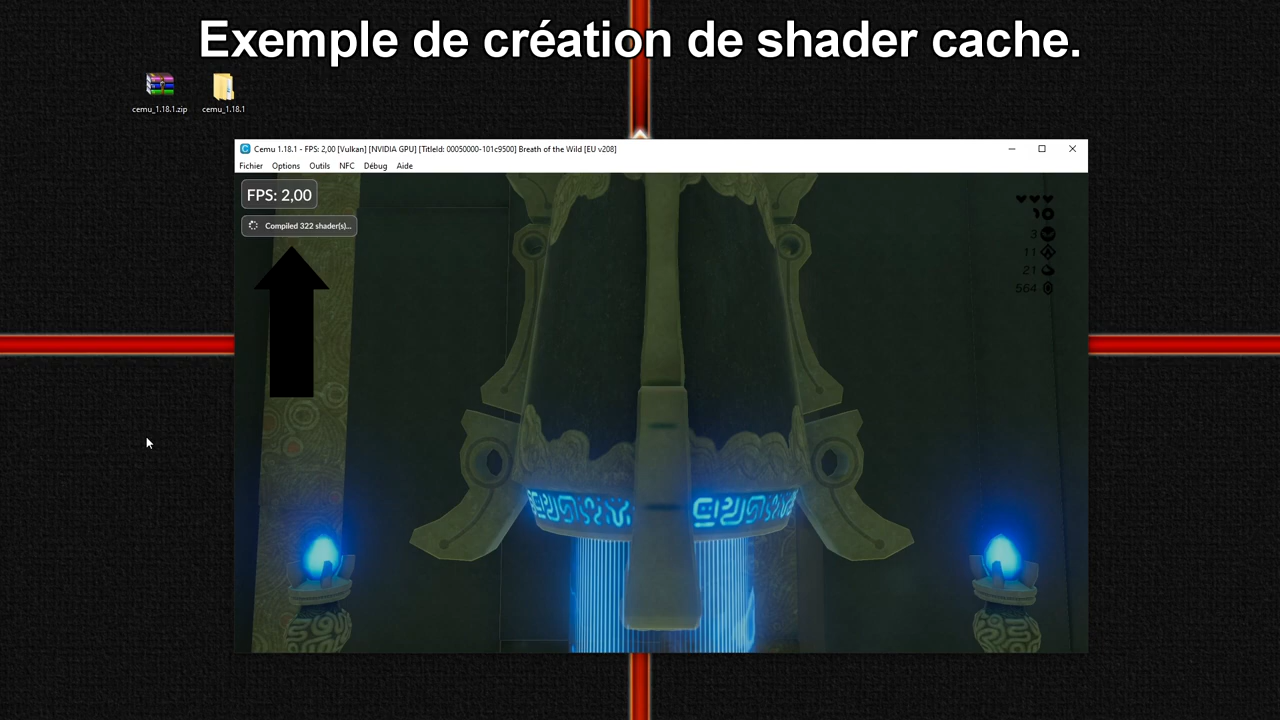 Exemple de création de shader cache.
cemu_1.18.1.zip
cemu_1.18.1
Cemu 1.18.1 - FPS: 2,00 [Vulkan] [NVIDIA GPU] [TitleId: 00050000-101c9500] Breath of the Wild [EU v208]
Fichier Options Outils NFC Débug Aide
FPS: 2,00
Compiled 322 shader(s)...
3
11
21
564